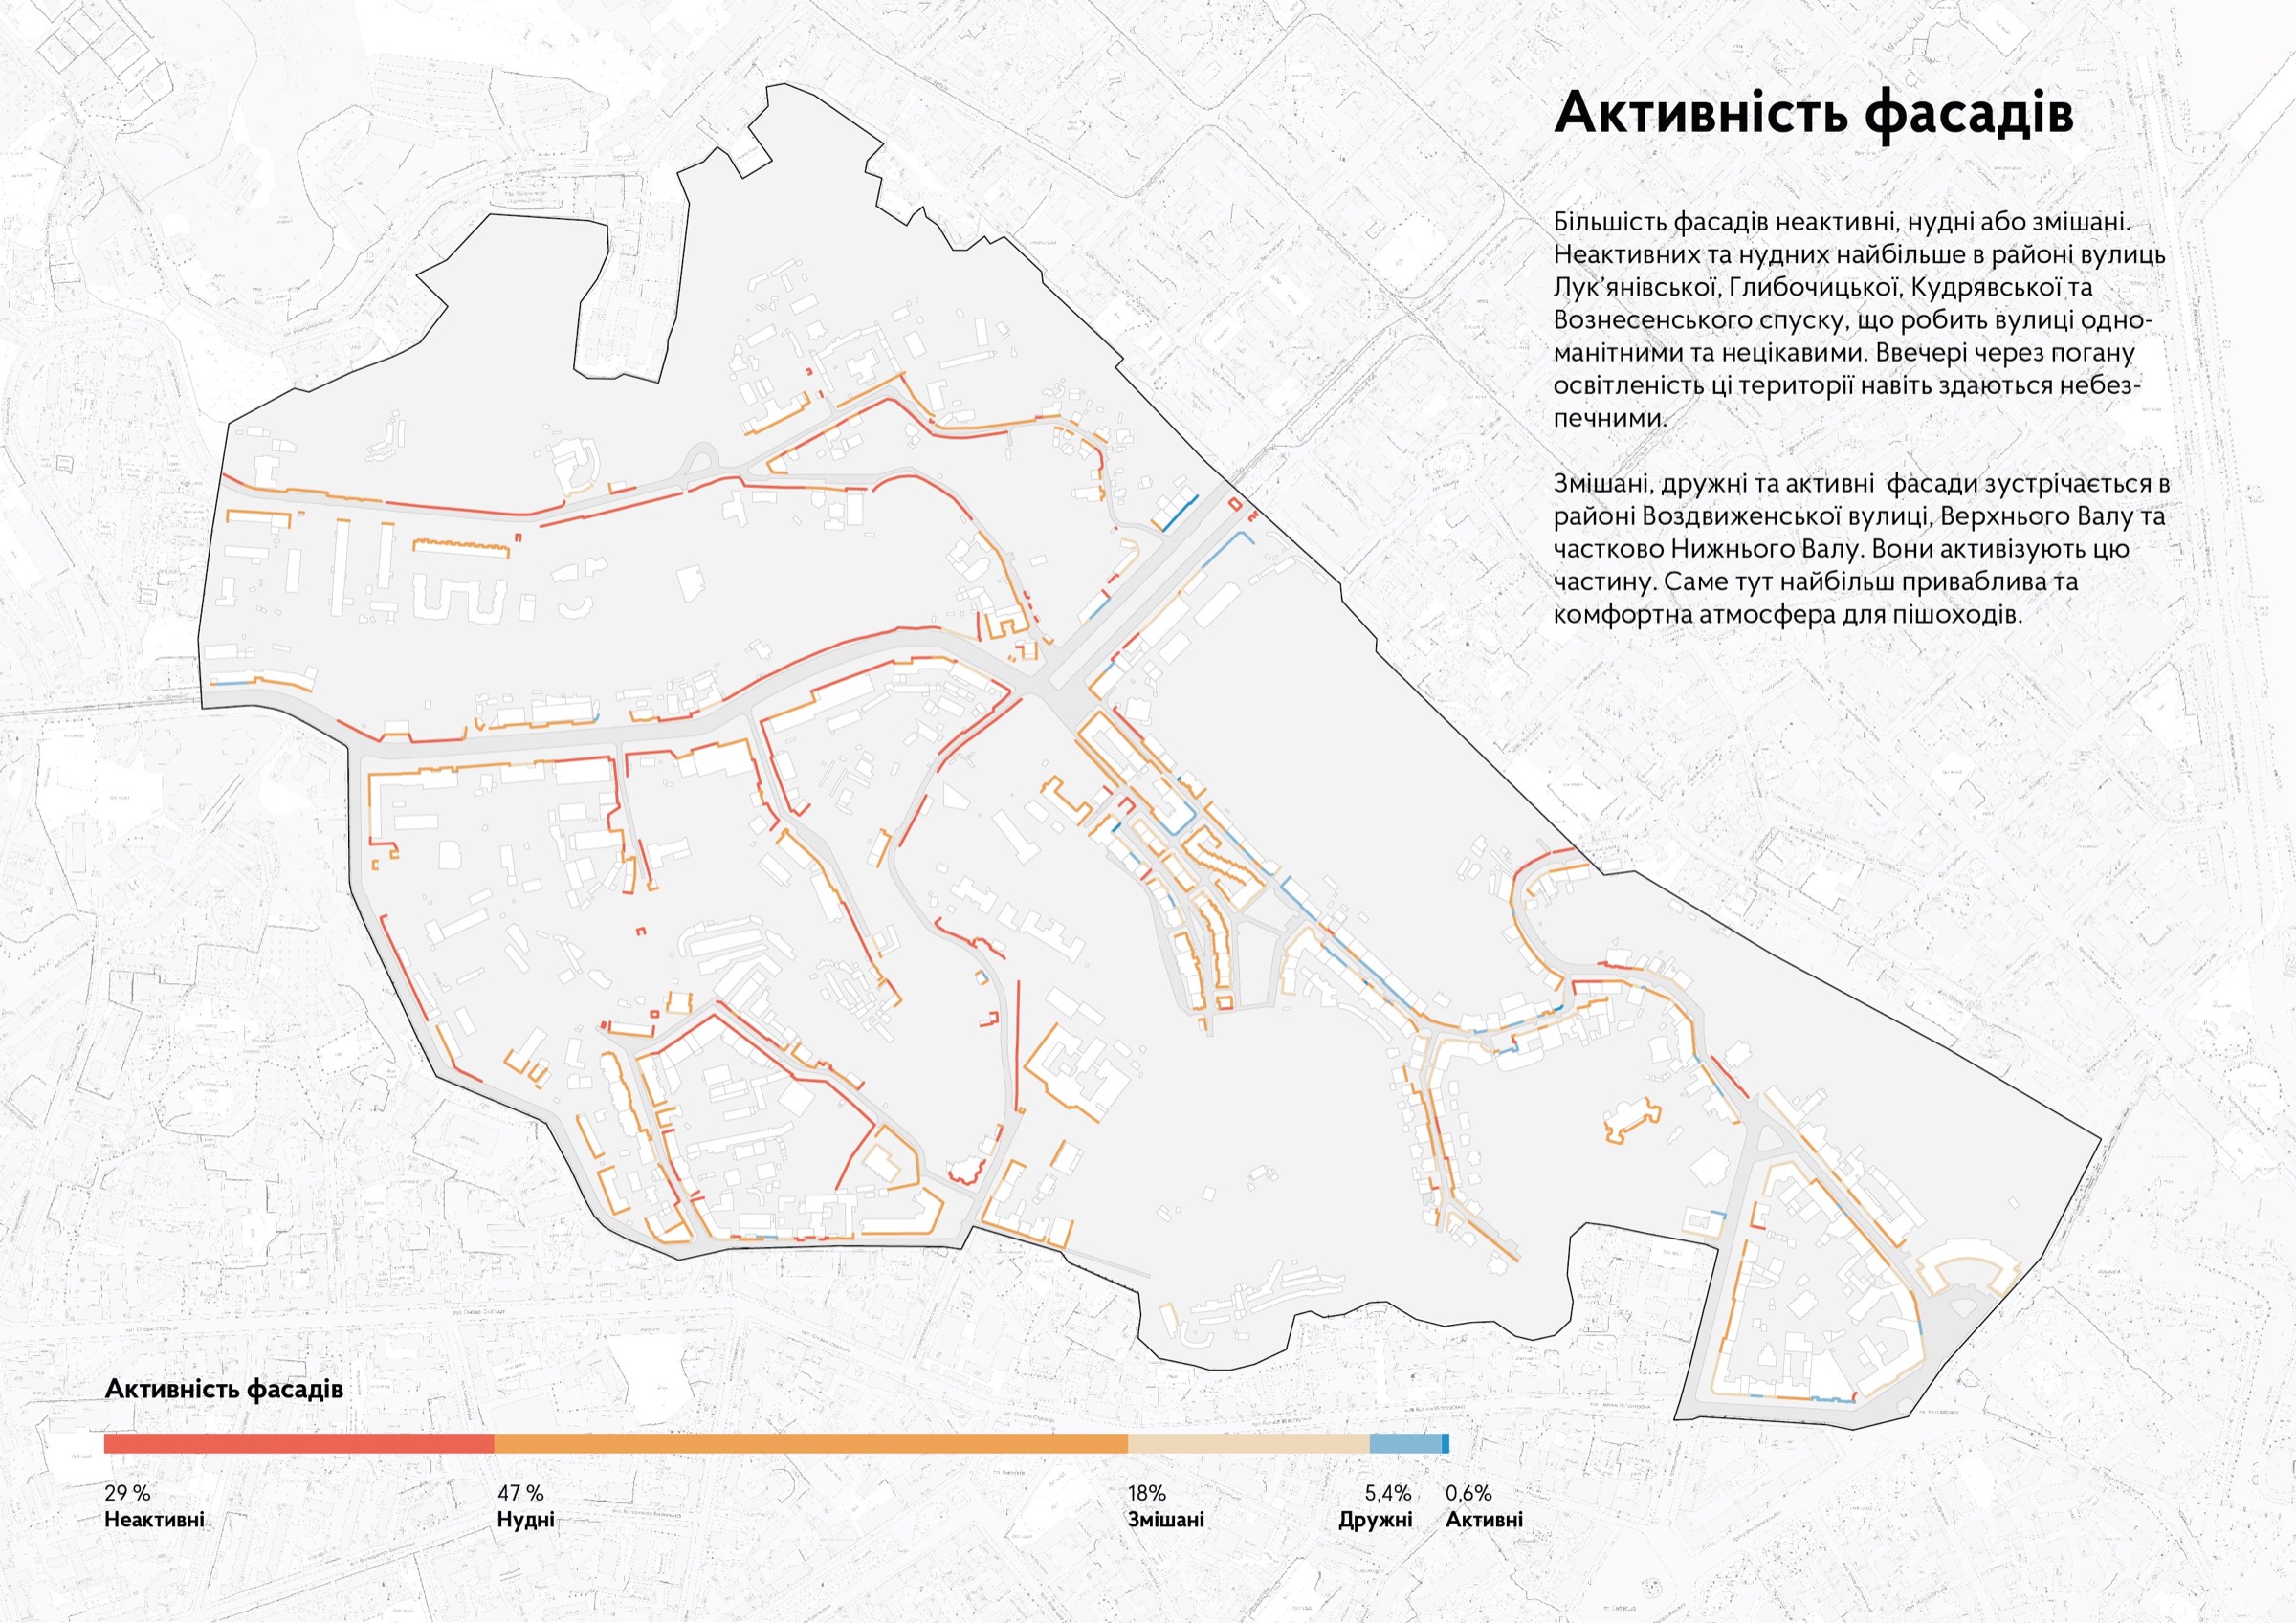 Активність фасадів
Більшість фасадів неактивні, нудні або змішані.
Неактивних та нудних найбільше в районі вулиць
Лук’янівської, Глибочицької, Кудрявської та
Вознесенського спуску, що робить вулиці одно-
манітними та нецікавими. Ввечері через погану
освітленість ці території навіть здаються небез-
печними.
Змішані, дружні та активні  фасади зустрічається в
районі Воздвиженської вулиці, Верхнього Валу та
частково Нижнього Валу. Вони активізують цю
частину. Саме тут найбільш приваблива та
комфортна атмосфера для пішоходів.
Активність фасадів
29 % 47 % 18% 5,4% 0,6%
Неактивні Нудні Змішані Дружні Активні